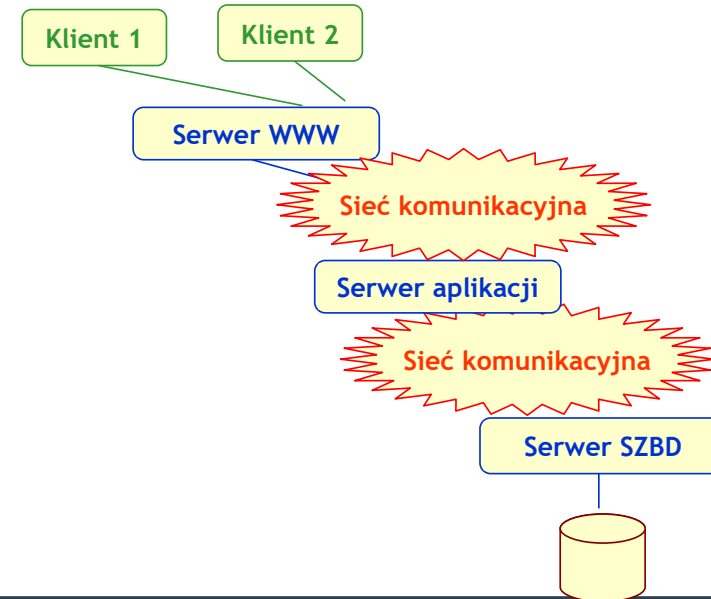 Klient 1
Klient 2
Serwer WWW
Sieć komunikacyjna
Serwer aplikacji
Sieć komunikacyjna
Serwer SZBD